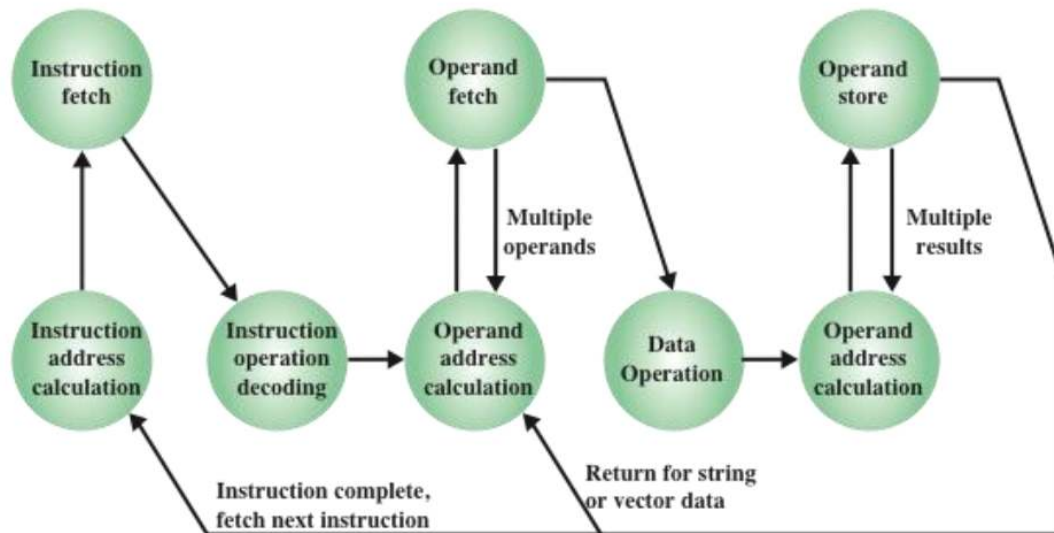 Instruction
fetch
Operand
fetch
Operand
store
Multiple
operands
Multiple
results
Instruction
address
calculation
Instruction
operation
decoding
Operand
address
calculation
Data
Operation
Operand
address
calculation
Instruction complete,
fetch next instruction
Return for string
or vector data